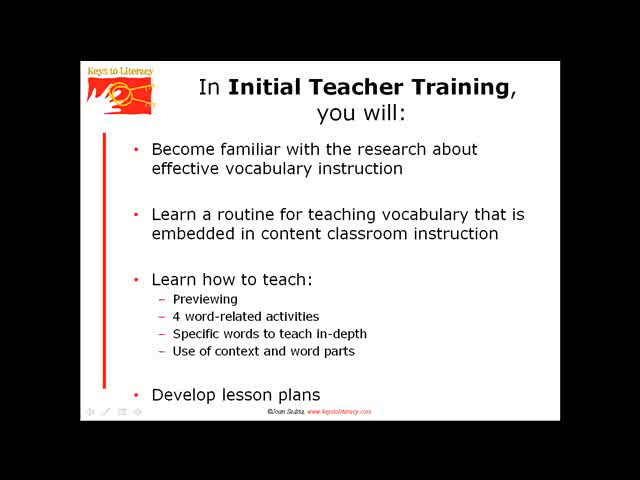 Keys to Literacy
In Initial Teacher Training,
you will:
• Become familiar with the research about
effective vocabulary instruction
• Learn a routine for teaching vocabulary that is
embedded in content classroom instruction
• Learn how to teach:
– Previewing
– 4 word-related activities
– Specific words to teach in-depth
– Use of context and word parts
• Develop lesson plans
©Joan Sedita, www.keystoliteracy.com